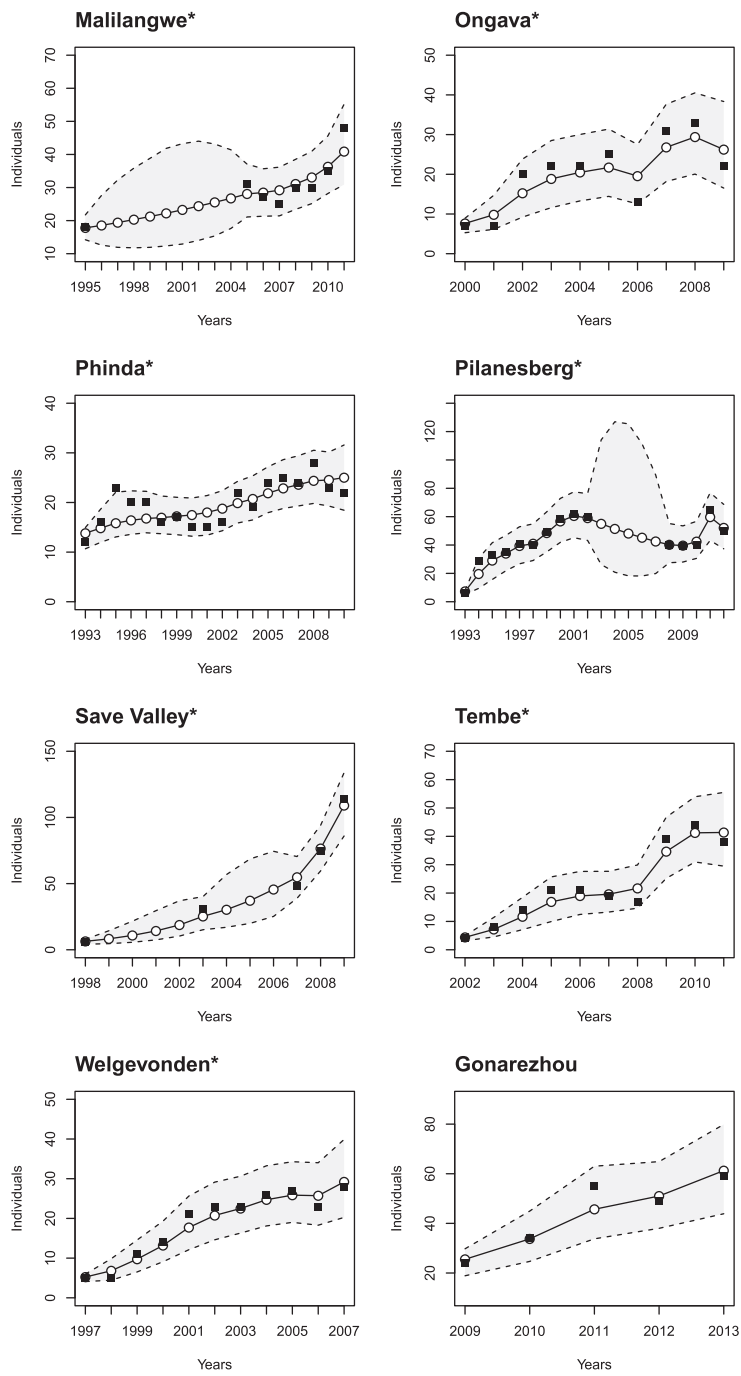 Malilangwe*
Individuals
10 20 30 40 50 60 70
1995 1998 2001 2004 2007 2010
Years
Ongava*
Individuals
0 10 20 30 40 50
2000 2002 2004 2006 2008
Years
Phinda*
Individuals
0 10 20 30 40
1993 1996 1999 2002 2005 2008
Years
Pilanesberg*
Individuals
0 20 40 60 80 120
1993 1997 2001 2005 2009
Years
Save Valley*
Individuals
0 50 100 150
1998 2000 2002 2004 2006 2008
Years
Tembe*
Individuals
0 10 20 30 40 50 60 70
2002 2004 2006 2008 2010
Years
Welgevonden*
Individuals
0 10 20 30 40 50
1997 1999 2001 2003 2005 2007
Years
Gonarezhou
Individuals
20 40 60 80
2009 2010 2011 2012 2013
Years